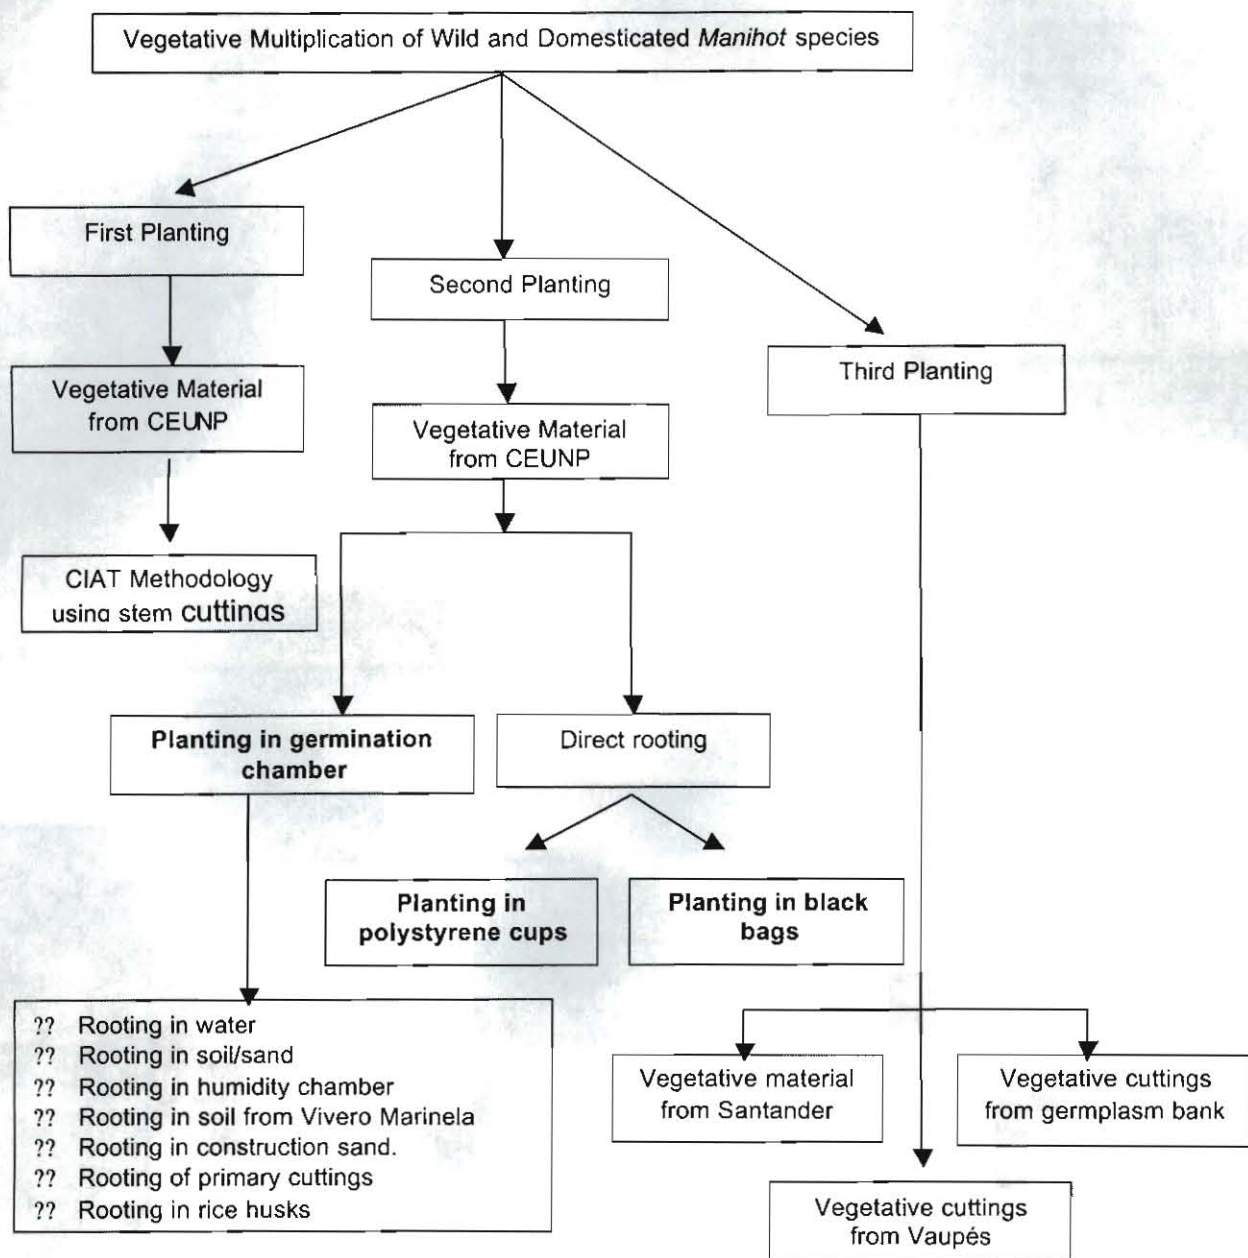 Vegetative Multiplication of Wild and Domesticated Manihot species
First Planting
Second Planting
Third Planting
Vegetative Material
from CEUNP
Vegetative Material
from CEUNP
CIAT Methodology
using stem cuttings
Planting in germination
chamber
Direct rooting
Planting in
polystyrene cups
Planting in black
bags
?? Rooting in water
?? Rooting in soil/sand
?? Rooting in humidity chamber
?? Rooting in soil from Vivero Marinela
?? Rooting in construction sand.
?? Rooting of primary cuttings
?? Rooting in rice husks
Vegetative material
from Santander
Vegetative cuttings
from germplasm bank
Vegetative cuttings
from Vaupés